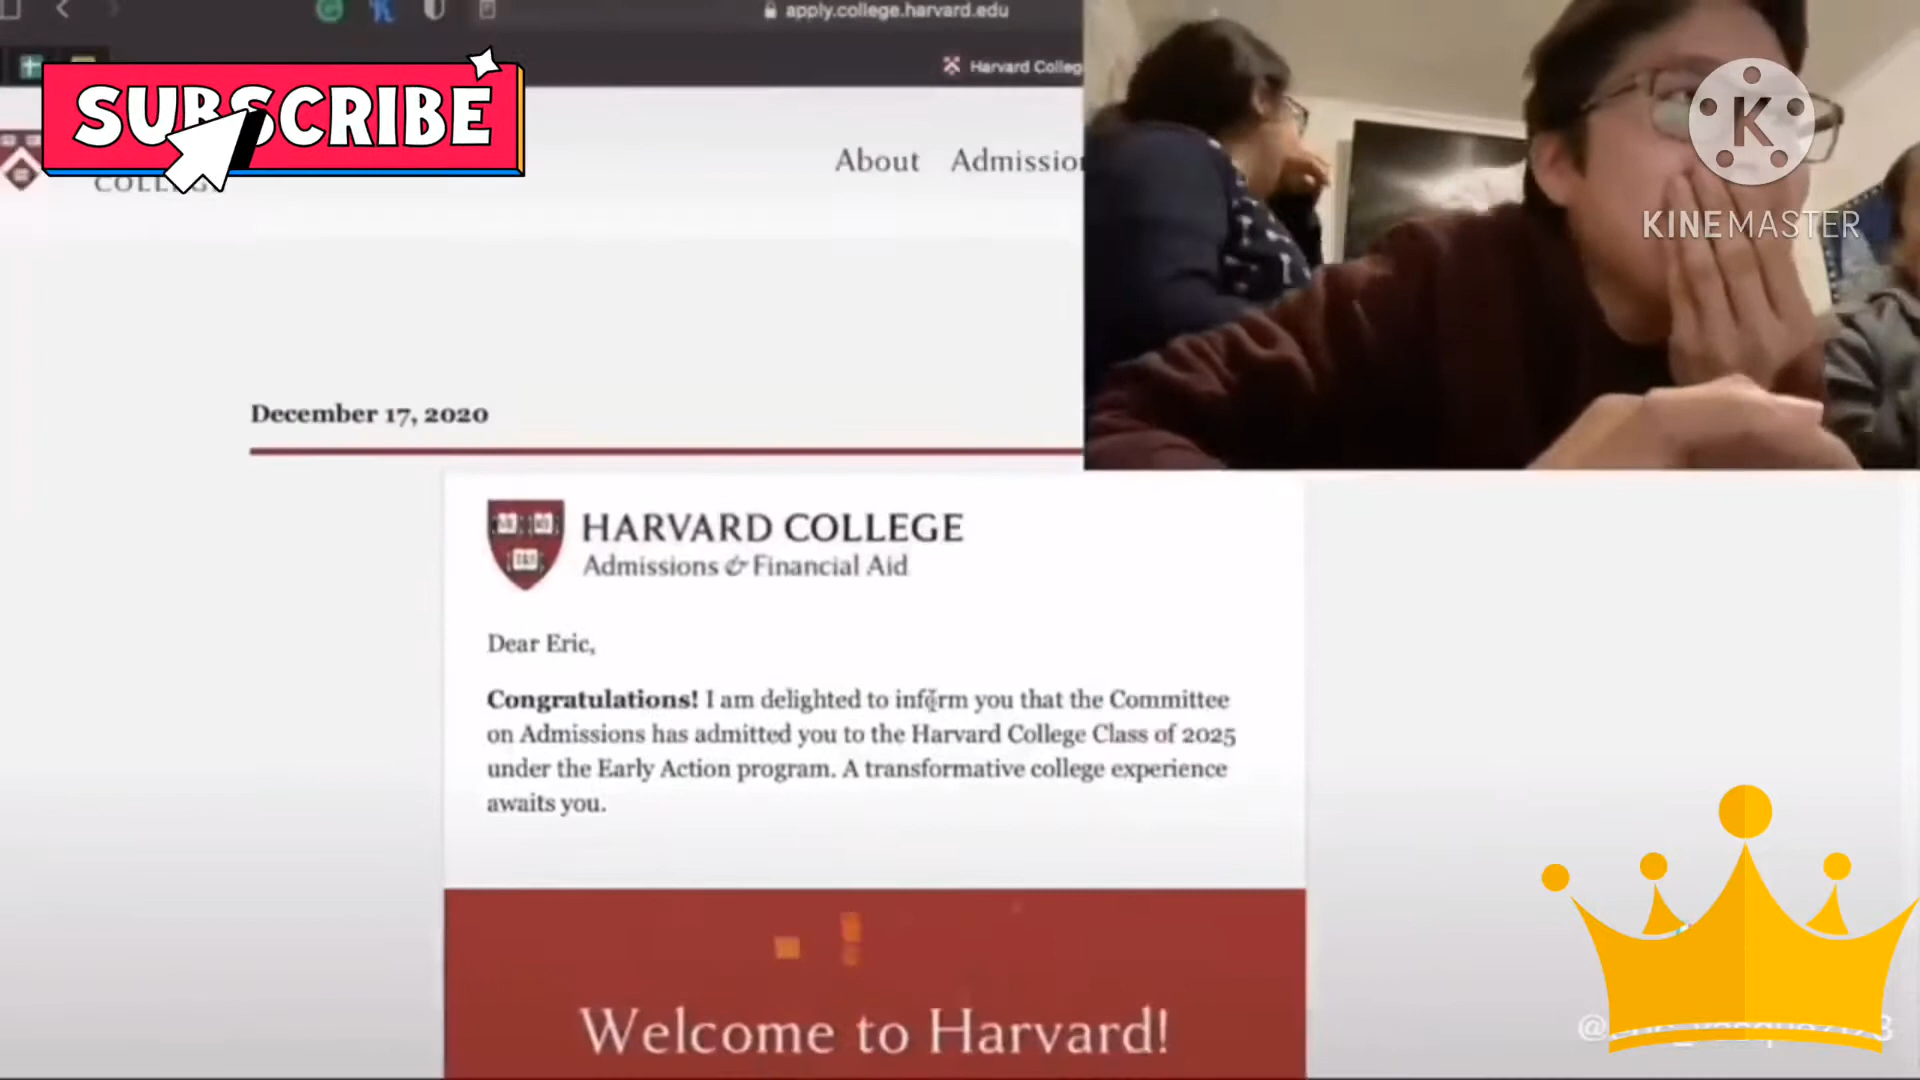 apply.college.harvard.edu
Harvard Colleg
SUBSCRIBE
COLLEGE
About Admission
K
KINEMASTER
December 17, 2020
HARVARD COLLEGE
Admissions & Financial Aid
Dear Eric,
Congratulations! I am delighted to inform you that the Committee
on Admissions has admitted you to the Harvard College Class of 2025
under the Early Action program. A transformative college experience
awaits you.
Welcome to Harvard!